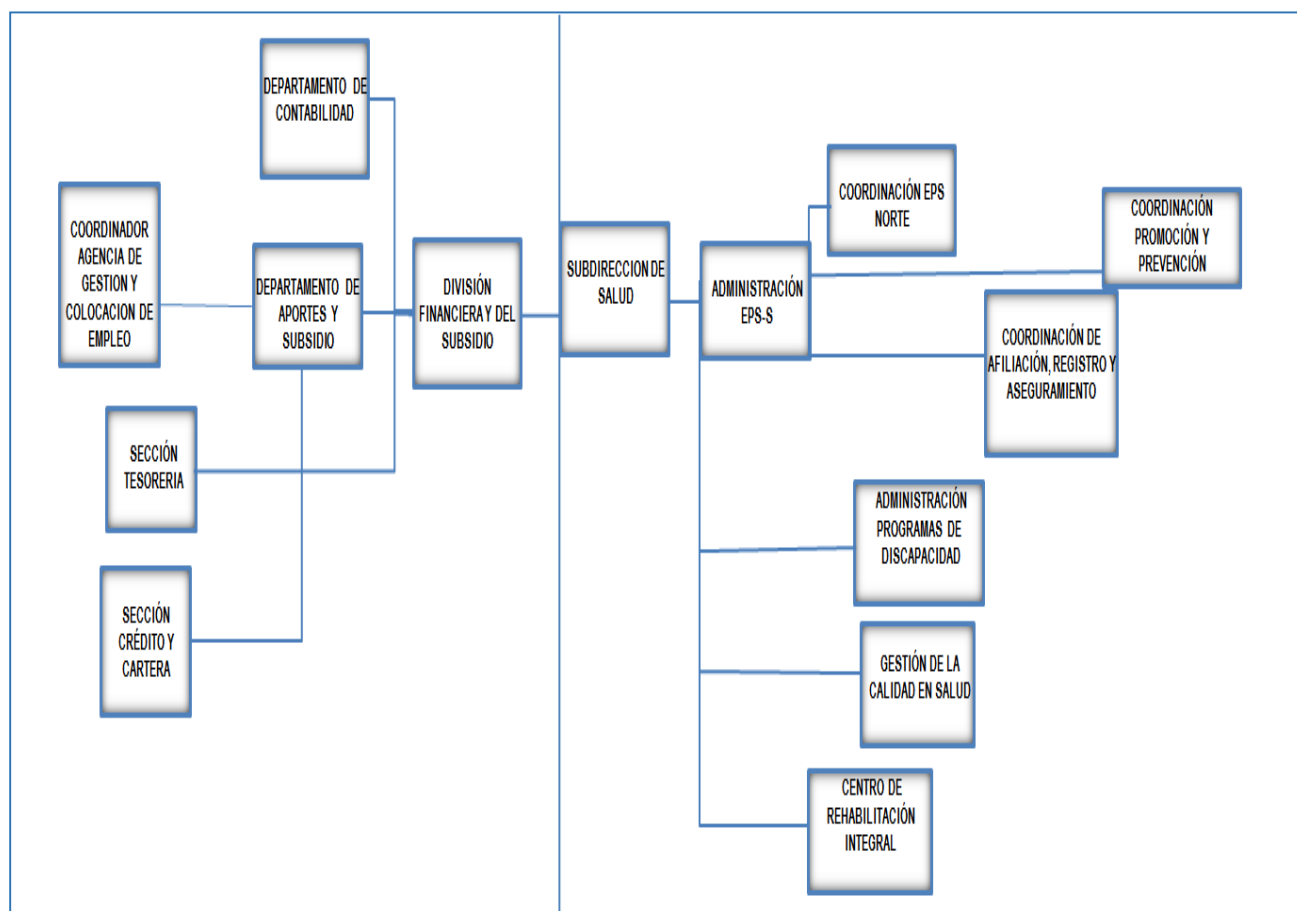 DEPARTAMENTO DE
CONTABILIDAD
COORDINADOR
AGENCIA DE
GESTION Y
COLOCACION DE
EMPLEO
DEPARTAMENTO DE
APORTES Y
SUBSIDIO
DIVISIÓN
FINANCIERA Y DEL
SUBSIDIO
SECCIÓN
TESORERIA
SECCIÓN
CRÉDITO Y
CARTERA
SUBDIRECCION DE
SALUD
ADMINISTRACIÓN
EPS-S
COORDINACIÓN EPS
NORTE
COORDINACIÓN
PROMOCIÓN Y
PREVENCIÓN
COORDINACIÓN DE
AFILIACIÓN, REGISTRO Y
ASEGURAMIENTO
ADMINISTRACIÓN
PROGRAMAS DE
DISCAPACIDAD
GESTIÓN DE LA
CALIDAD EN SALUD
CENTRO DE
REHABILITACIÓN
INTEGRAL